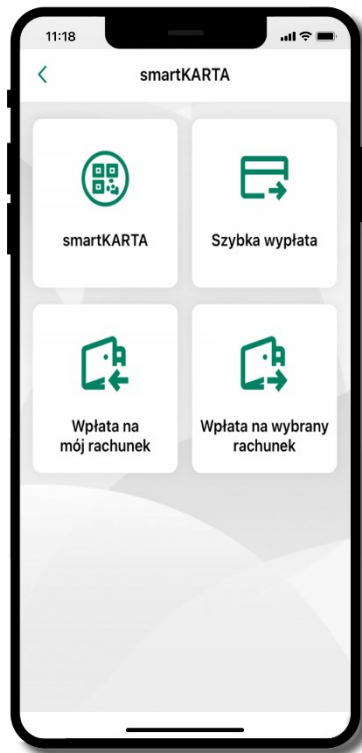 11:18
smartKARTA
smartKARTA
Szybka wypłata
Wpłata na
mój rachunek
Wpłata na wybrany
rachunek